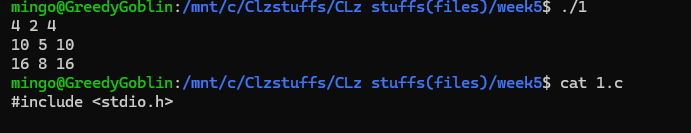 mingo@GreedyGoblin:/mnt/c/Clzstuffs/CLz stuffs(files)/week5$ ./1
4 2 4
10 5 10
16 8 16
mingo@GreedyGoblin:/mnt/c/Clzstuffs/CLz stuffs(files)/week5$ cat 1.c
#include <stdio.h>